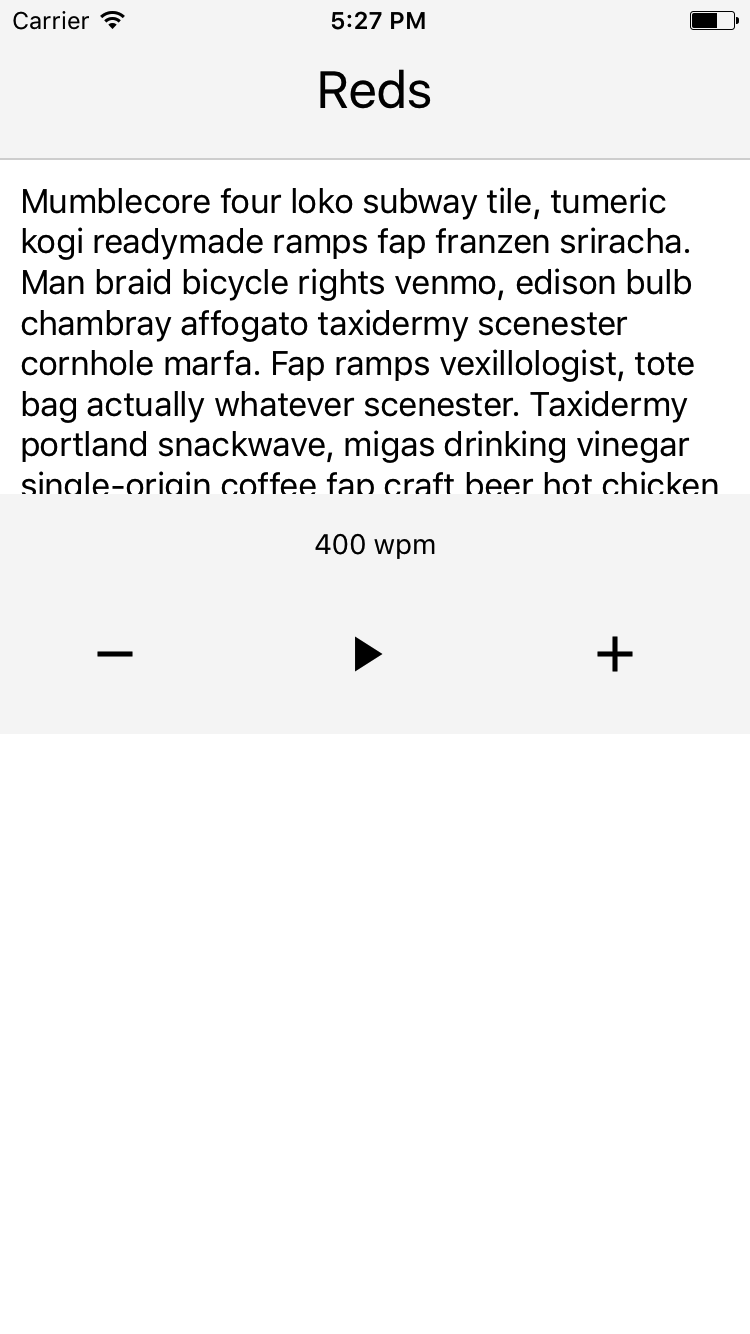 Carrier
5:27 PM
Reds
Mumblecore four loko subway tile, tumeric
kogi readymade ramps fap franzen sriracha.
Man braid bicycle rights venmo, edison bulb
chambray affogato taxidermy scenester
cornhole marfa. Fap ramps vexillologist, tote
bag actually whatever scenester. Taxidermy
portland snackwave, migas drinking vinegar
single-origin coffee fap craft beer hot chicken
400 wpm